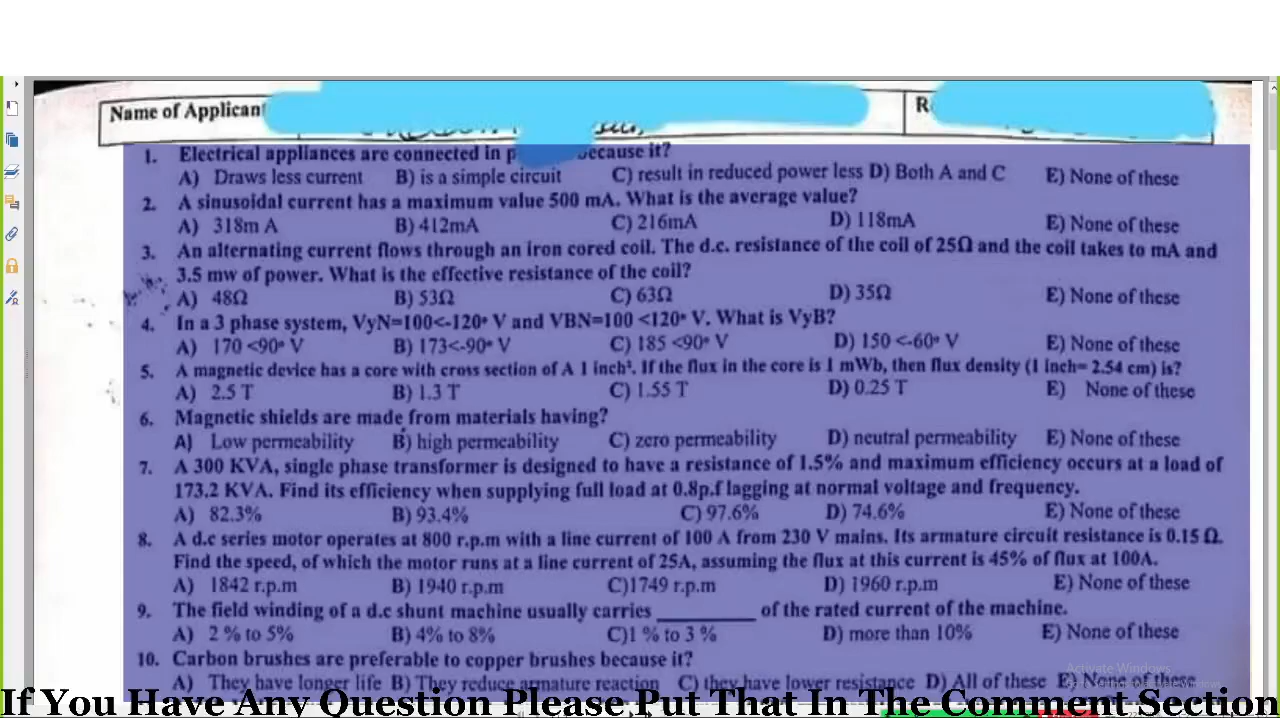 Name of Applicant
R
1. Electrical appliances are connected in p ecause it?
A) Draws less current B) is a simple circuit C) result in reduced power less D) Both A and C E) None of these
2. A sinusoidal current has a maximum value 500 mA. What is the average value?
A) 318m A B) 412mA C) 216mA D) 118mA E) None of these
3. An alternating current flows through an iron cored coil. The d.c. resistance of the coil of 25Ω and the coil takes to mA and
3.5 mw of power. What is the effective resistance of the coil?
A) 48Ω B) 53Ω C) 63Ω D) 35Ω E) None of these
4. In a 3 phase system, VyN=100<-120º V and VBN=100 <120º V. What is VyB?
A) 170 <90º V B) 173<-90º V C) 185 <90º V D) 150 <-60º V E) None of these
5. A magnetic device has a core with cross section of A 1 inch². If the flux in the core is 1 mWb, then flux density (1 inch= 2.54 cm) is?
A) 2.5 T B) 1.3 T C) 1.55 T D) 0.25 T E) None of these
6. Magnetic shields are made from materials having?
A) Low permeability B) high permeability C) zero permeability D) neutral permeability E) None of these
7. A 300 KVA, single phase transformer is designed to have a resistance of 1.5% and maximum efficiency occurs at a load of
173.2 KVA. Find its efficiency when supplying full load at 0.8p.f lagging at normal voltage and frequency.
A) 82.3% B) 93.4% C) 97.6% D) 74.6% E) None of these
8. A d.c series motor operates at 800 r.p.m with a line current of 100 A from 230 V mains. Its armature circuit resistance is 0.15 Ω.
Find the speed, of which the motor runs at a line current of 25A, assuming the flux at this current is 45% of flux at 100A.
A) 1842 r.p.m B) 1940 r.p.m C)1749 r.p.m D) 1960 r.p.m E) None of these
9. The field winding of a d.c shunt machine usually carries ________ of the rated current of the machine.
A) 2 % to 5% B) 4% to 8% C)1 % to 3 % D) more than 10% E) None of these
10. Carbon brushes are preferable to copper brushes because it?
A) They have longer life B) They reduce armature reaction C) they have lower resistance D) All of these E) None of these
Activate Windows
If You Have Any Question Please Put That In The Comment Section